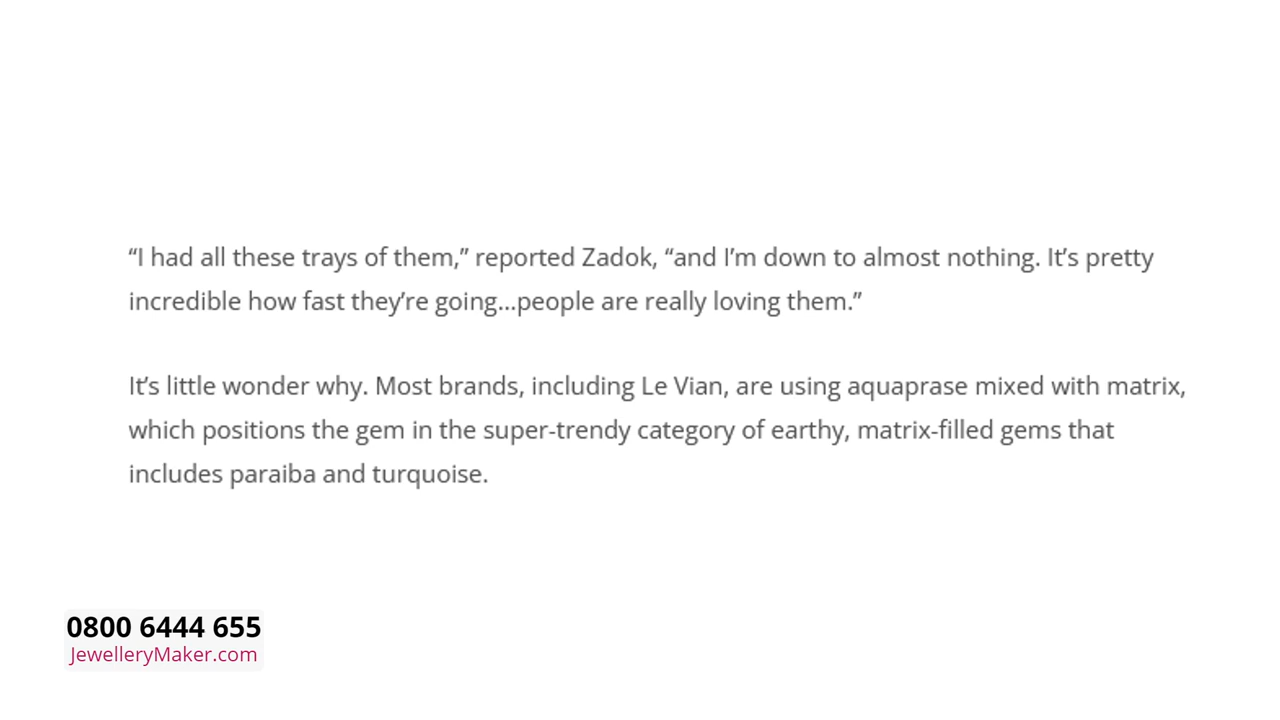 “I had all these trays of them,” reported Zadok, “and I’m down to almost nothing. It’s pretty
incredible how fast they’re going...people are really loving them.”
It’s little wonder why. Most brands, including Le Vian, are using aquaprase mixed with matrix,
which positions the gem in the super-trendy category of earthy, matrix-filled gems that
includes paraiba and turquoise.
0800 6444 655
JewelleryMaker.com